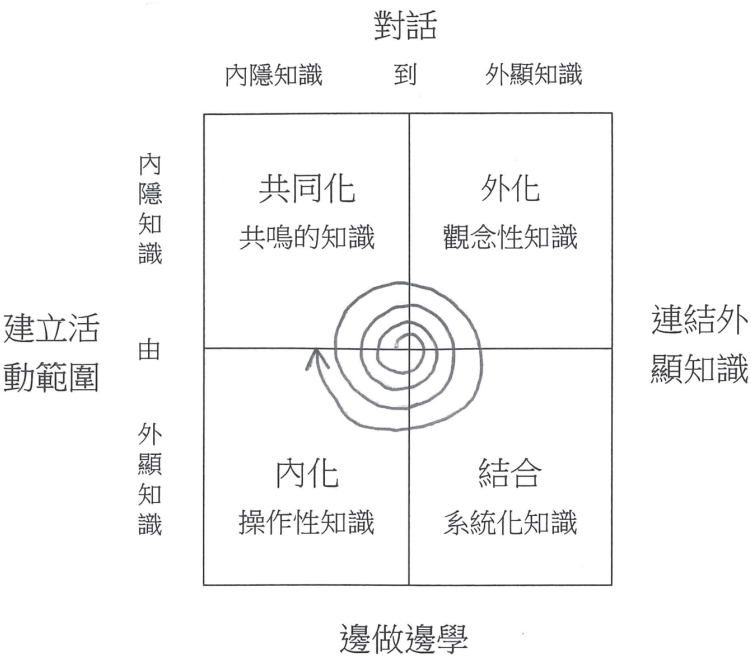 對話
內隱知識 到 外顯知識
內隱知識
共同化 外化
共鳴的知識 觀念性知識
建立活動範圍
由
連結外顯知識
外顯知識
內化 結合
操作性知識 系統化知識
邊做邊學